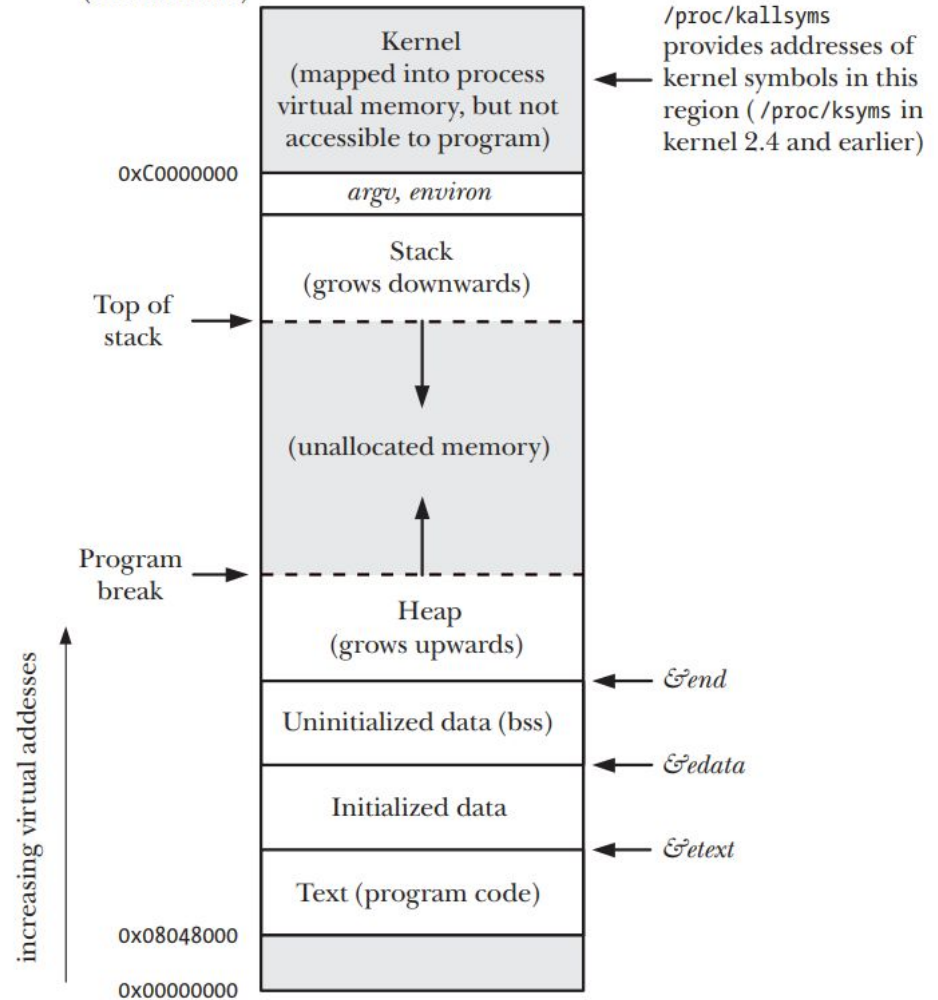 /proc/kallsyms
provides addresses of
kernel symbols in this
region (/proc/ksyms in
kernel 2.4 and earlier)
Kernel
(mapped into process
virtual memory, but not
accessible to program)
0xC0000000
argv, environ
Stack
(grows downwards)
Top of
stack
(unallocated memory)
Program
break
Heap
(grows upwards)
&end
Uninitialized data (bss)
&edata
Initialized data
&etext
Text (program code)
0x08048000
0x00000000
increasing virtual addesses